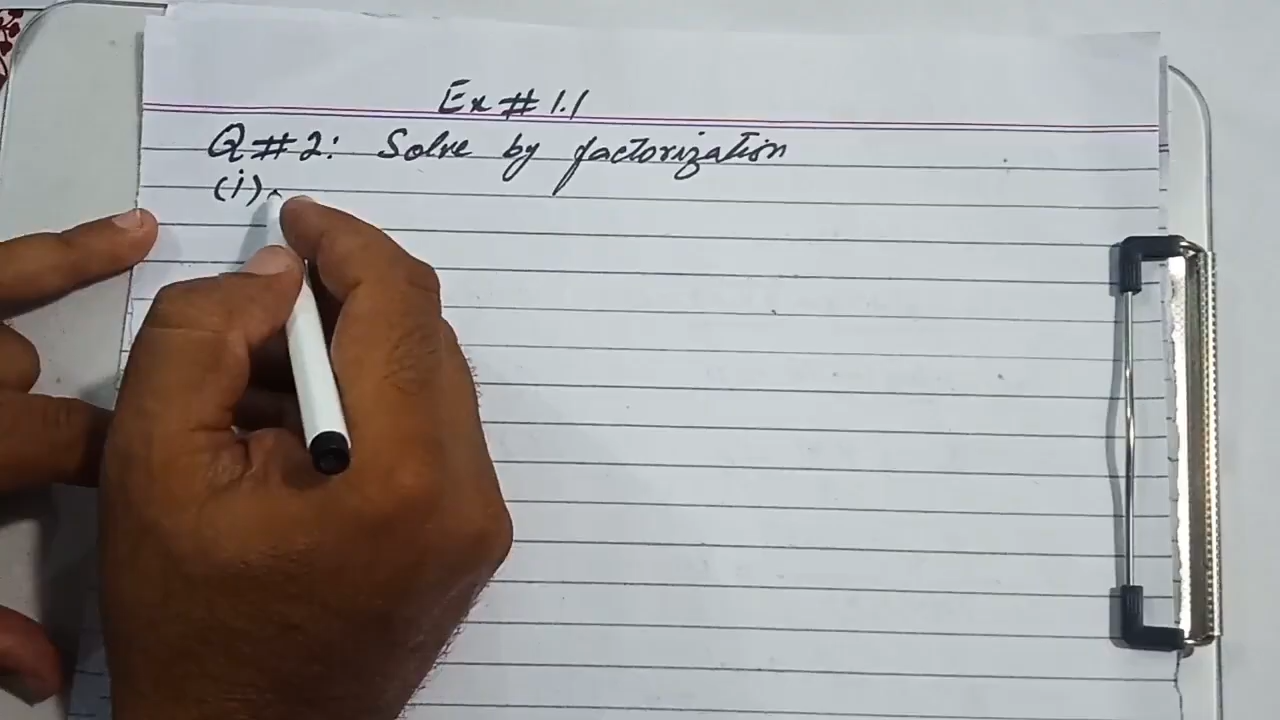 Ex # 1.1
Q # 2: Solve by factorization
(i)